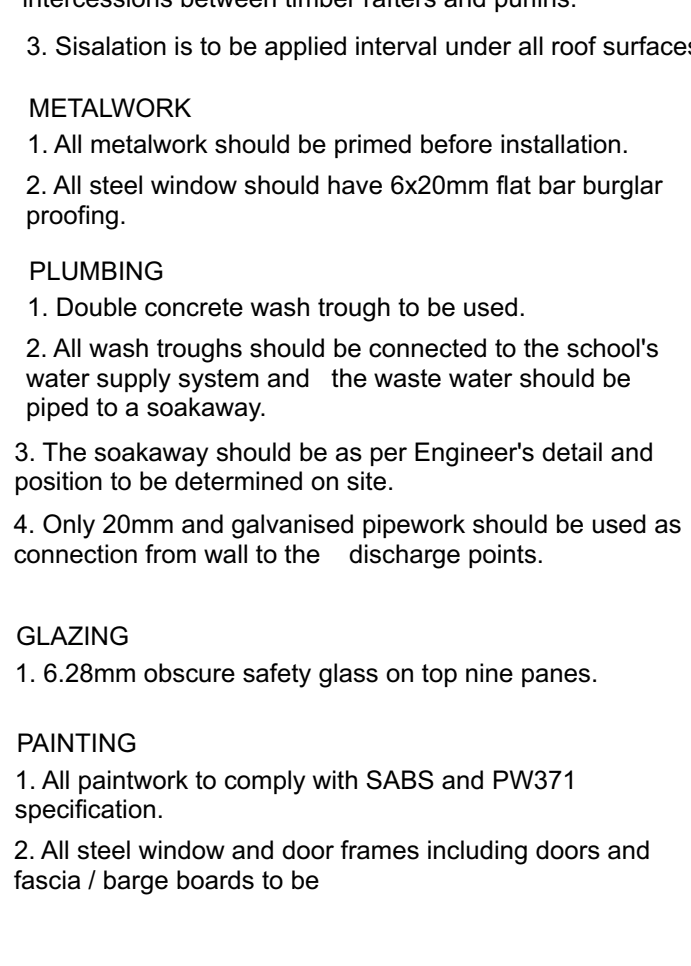 intercessions between timber rafters and purlins.
3. Sisalation is to be applied interval under all roof surfaces
METALWORK
1. All metalwork should be primed before installation.
2. All steel window should have 6x20mm flat bar burglar
proofing.
PLUMBING
1. Double concrete wash trough to be used.
2. All wash troughs should be connected to the school's
water supply system and   the waste water should be
piped to a soakaway.
3. The soakaway should be as per Engineer's detail and
position to be determined on site.
4. Only 20mm and galvanised pipework should be used as
connection from wall to the    discharge points.
GLAZING
1. 6.28mm obscure safety glass on top nine panes.
PAINTING
1. All paintwork to comply with SABS and PW371
specification.
2. All steel window and door frames including doors and
fascia / barge boards to be